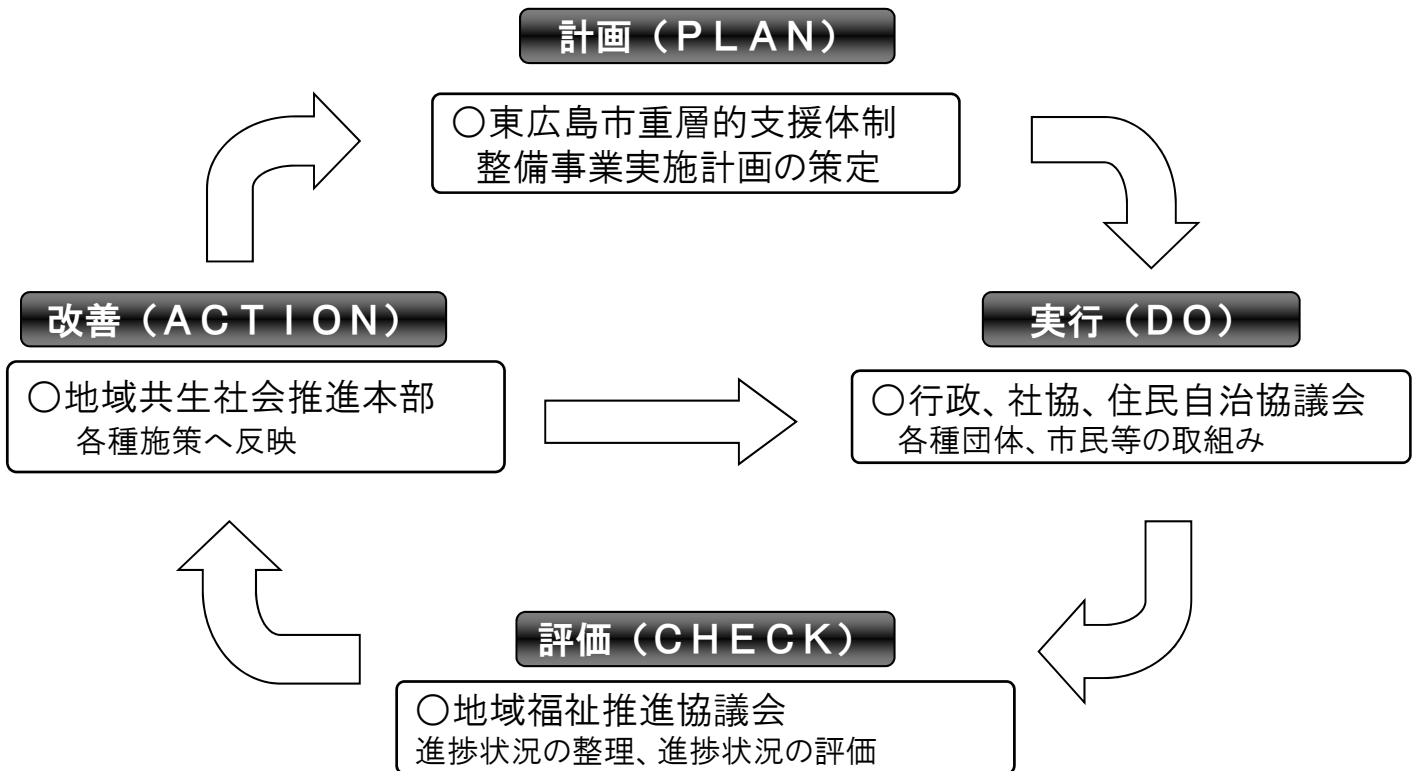 計画（ＰＬＡＮ）
〇東広島市重層的支援体制
整備事業実施計画の策定
改善（ＡＣＴＩＯＮ）
〇地域共生社会推進本部
各種施策へ反映
実行（ＤＯ）
〇行政、社協、住民自治協議会
各種団体、市民等の取組み
評価（ＣＨＥＣＫ）
〇地域福祉推進協議会
進捗状況の整理、進捗状況の評価